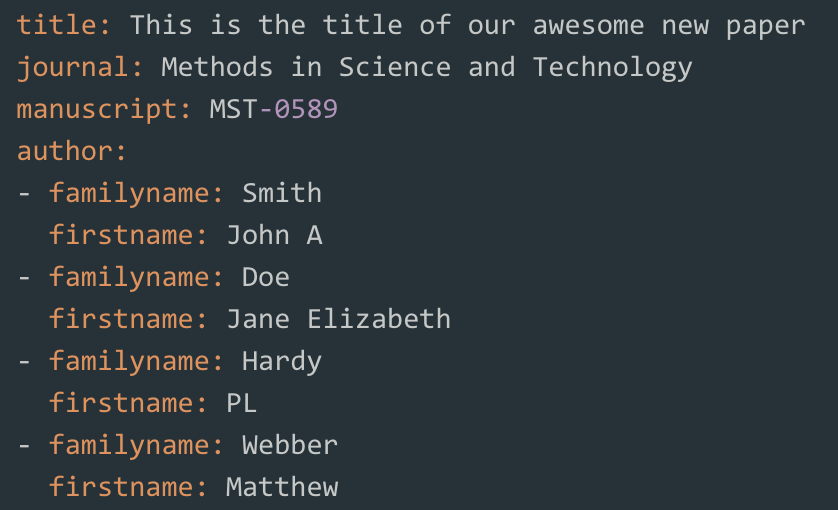 title: This is the title of our awesome new paper
journal: Methods in Science and Technology
manuscript: MST-0589
author:
- familyname: Smith
  firstname: John A
- familyname: Doe
  firstname: Jane Elizabeth
- familyname: Hardy
  firstname: PL
- familyname: Webber
  firstname: Matthew